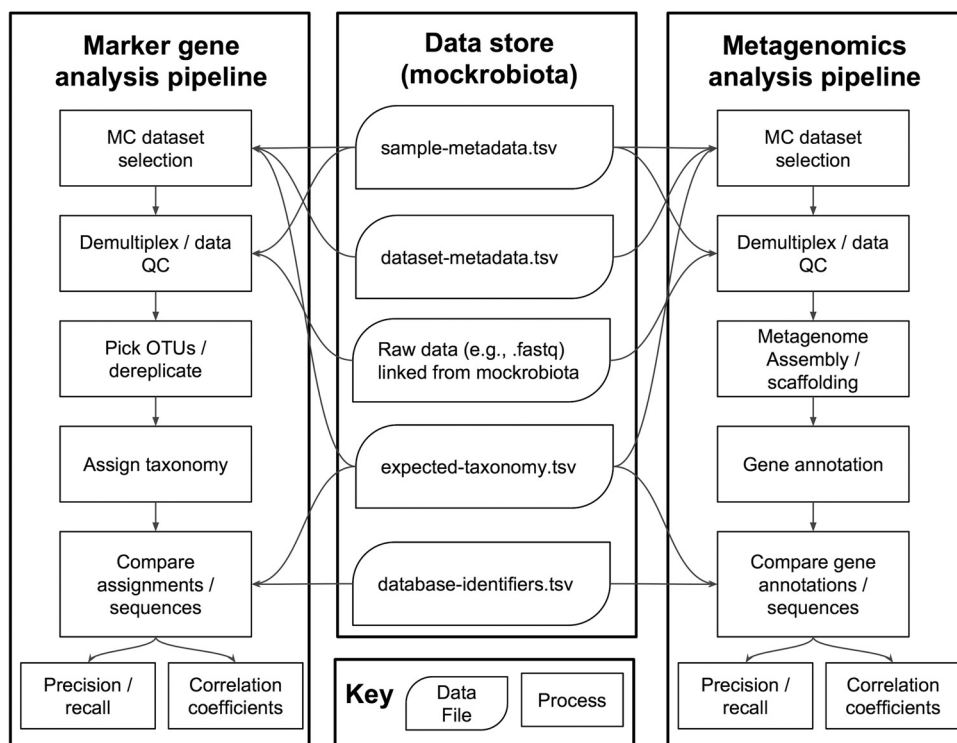 Marker gene
analysis pipeline
MC dataset
selection
Demultiplex / data
QC
Pick OTUs /
dereplicate
Assign taxonomy
Compare
assignments /
sequences
Precision /
recall
Correlation
coefficients
Data store
(mockrobiota)
sample-metadata.tsv
dataset-metadata.tsv
Raw data (e.g., .fastq)
linked from mockrobiota
expected-taxonomy.tsv
database-identifiers.tsv
Key
Data
File
Process
Metagenomics
analysis pipeline
MC dataset
selection
Demultiplex / data
QC
Metagenome
Assembly /
scaffolding
Gene annotation
Compare gene
annotations /
sequences
Precision /
recall
Correlation
coefficients